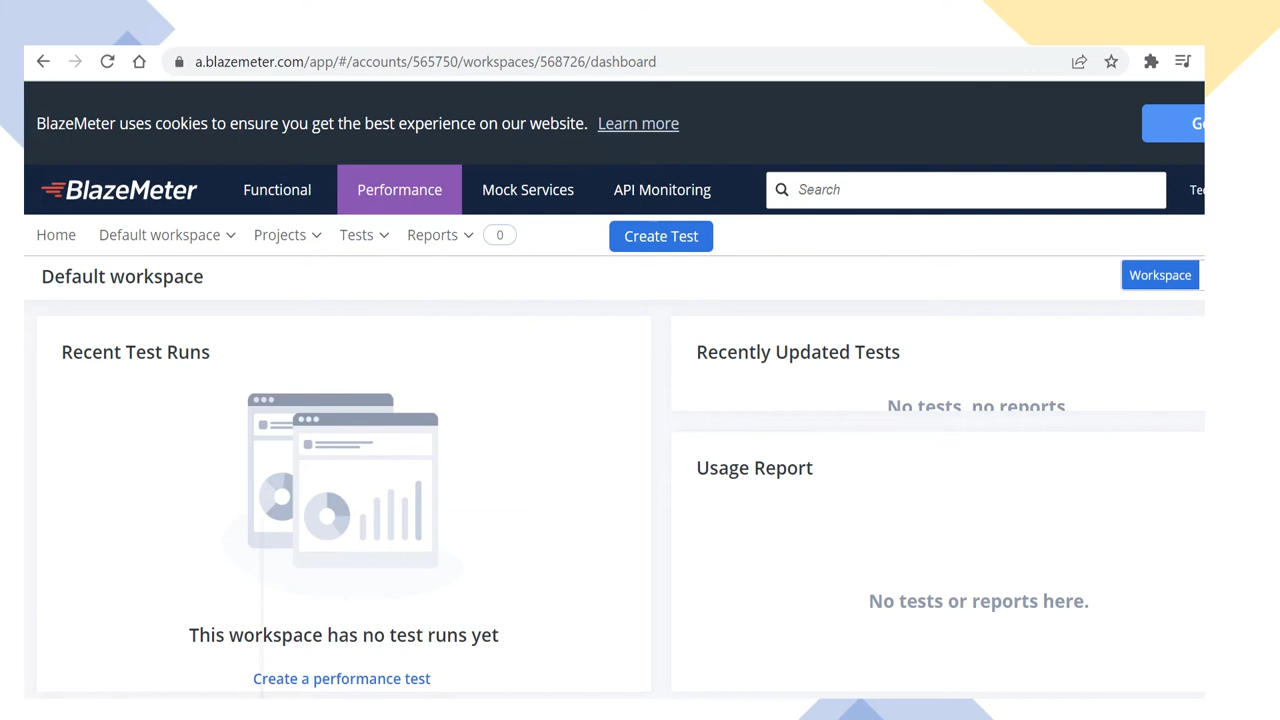 a.blazemeter.com/app/#/accounts/565750/workspaces/568726/dashboard
BlazeMeter uses cookies to ensure you get the best experience on our website. Learn more
BlazeMeter Functional Performance Mock Services API Monitoring Search
Home Default workspace Projects Tests Reports 0 Create Test
Default workspace Workspace
Recent Test Runs
Recently Updated Tests
No tests, no reports
Usage Report
No tests or reports here.
This workspace has no test runs yet
Create a performance test